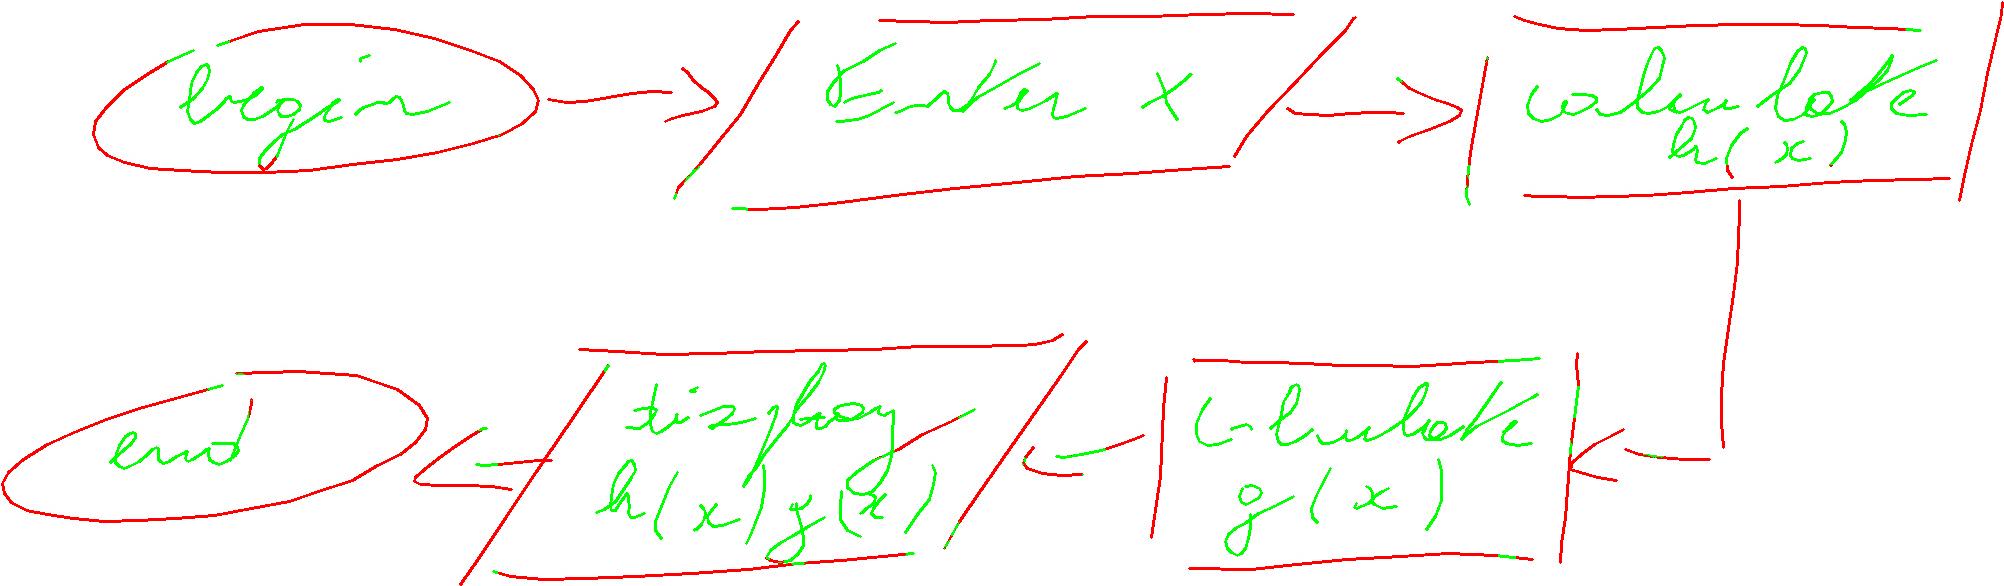 begin
Enter x
calculate
h(x)
calculate
g(x)
display
h(x) g(x)
end